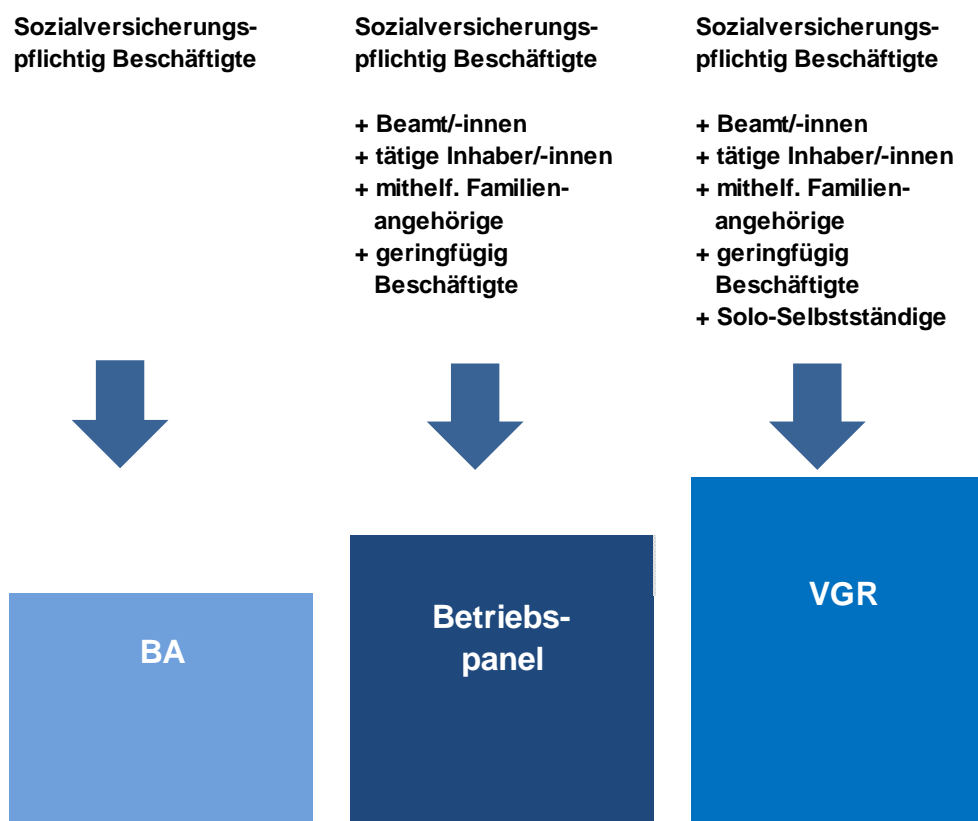 Sozialversicherungs-
pflichtig Beschäftigte
Sozialversicherungs-
pflichtig Beschäftigte
+ Beamt/-innen
+ tätige Inhaber/-innen
+ mithelf. Familien-
angehörige
+ geringfügig
Beschäftigte
Sozialversicherungs-
pflichtig Beschäftigte
+ Beamt/-innen
+ tätige Inhaber/-innen
+ mithelf. Familien-
angehörige
+ geringfügig
Beschäftigte
+ Solo-Selbstständige
BA
Betriebs-
panel
VGR